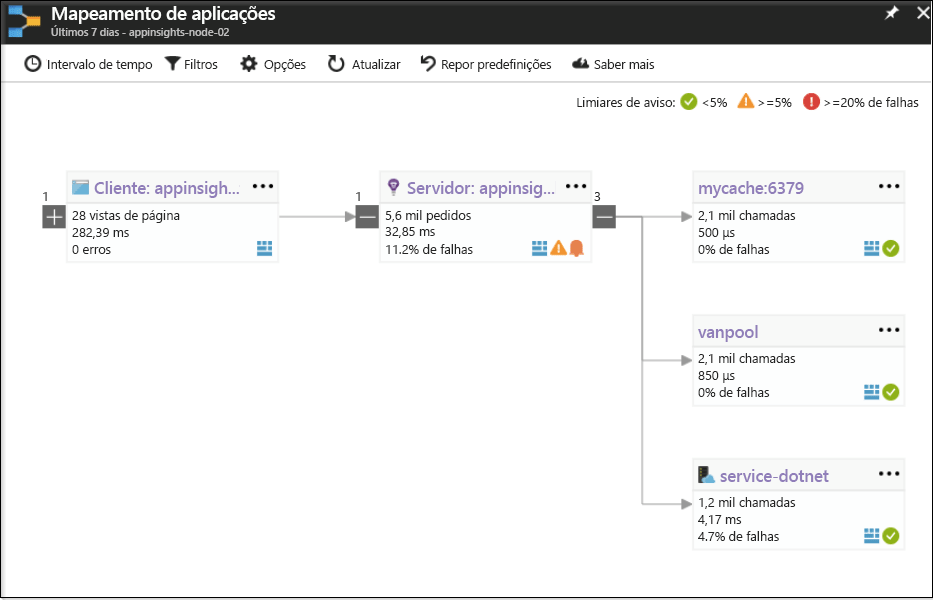 Mapeamento de aplicações
Últimos 7 dias - appinsights-node-02
Intervalo de tempo Filtros Opções Atualizar Repor predefinições Saber mais
Limiares de aviso: <5% >=5% >=20% de falhas
1
Cliente: appinsigh...
28 vistas de página
282,39 ms
0 erros
1
Servidor: appinsig...
5,6 mil pedidos
32,85 ms
11.2% de falhas
3
mycache:6379
2,1 mil chamadas
500 µs
0% de falhas
vanpool
2,1 mil chamadas
850 µs
0% de falhas
service-dotnet
1,2 mil chamadas
4,17 ms
4.7% de falhas